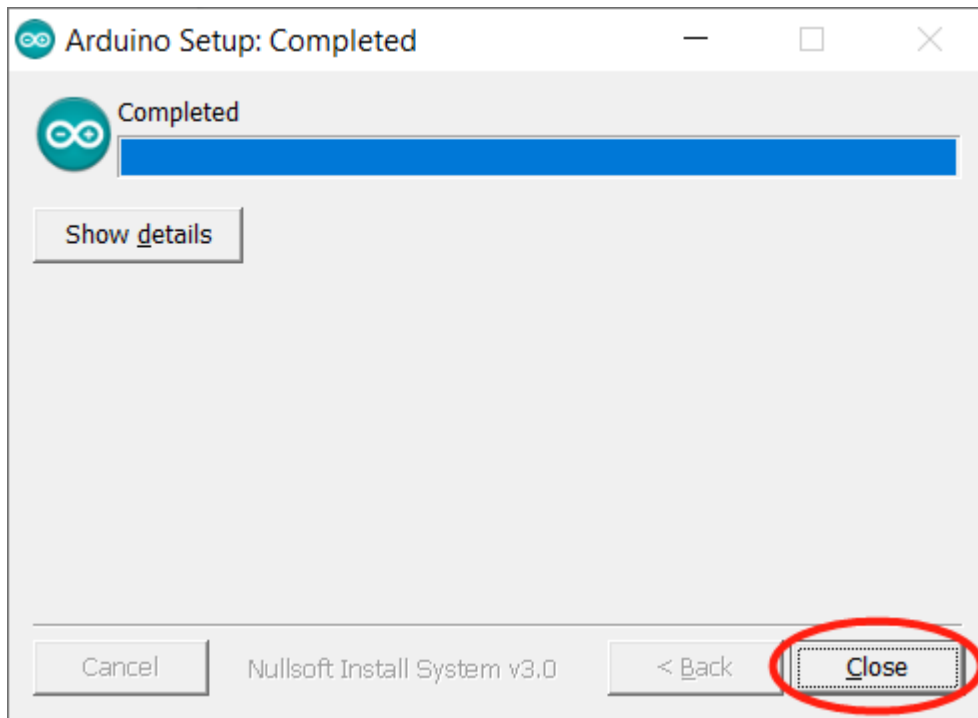 Arduino Setup: Completed
Completed
Show details
Cancel
Nullsoft Install System v3.0
< Back
Close